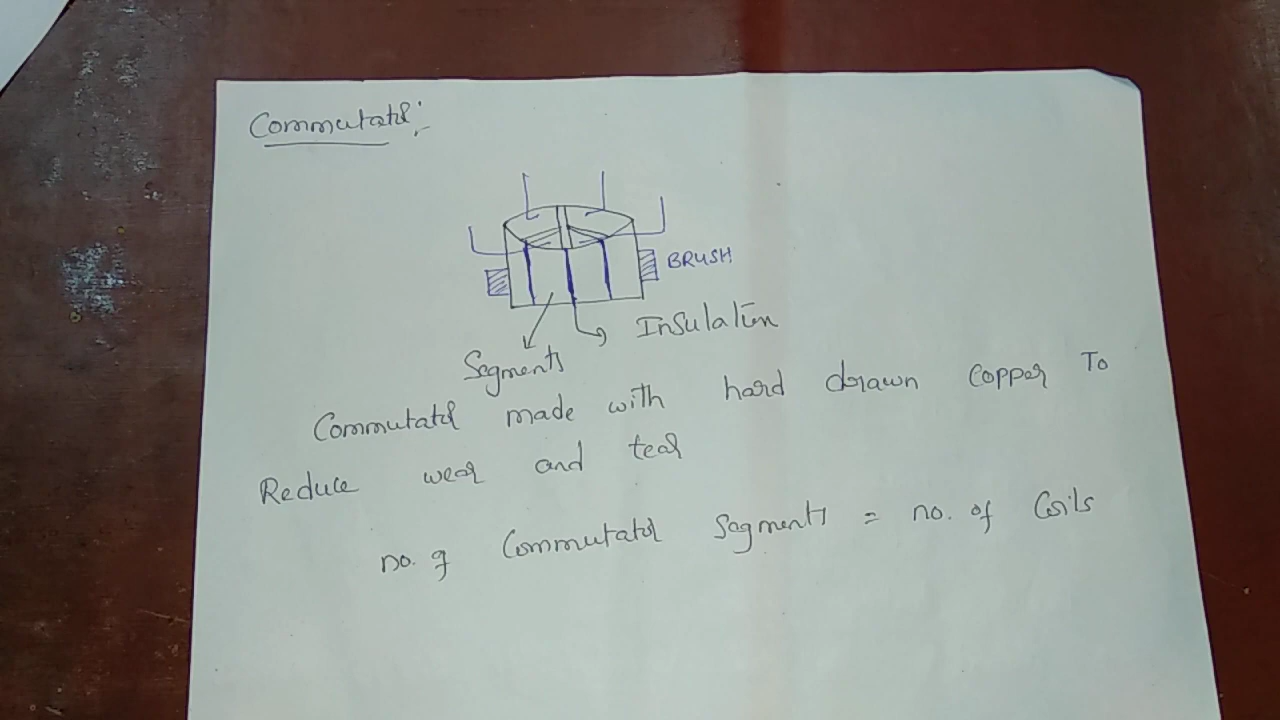 Commutator:-
BRUSH
Insulation
Segments
Commutator made with hard drawn copper To
Reduce wear and tear
no. of Commutator Segments = no. of Coils